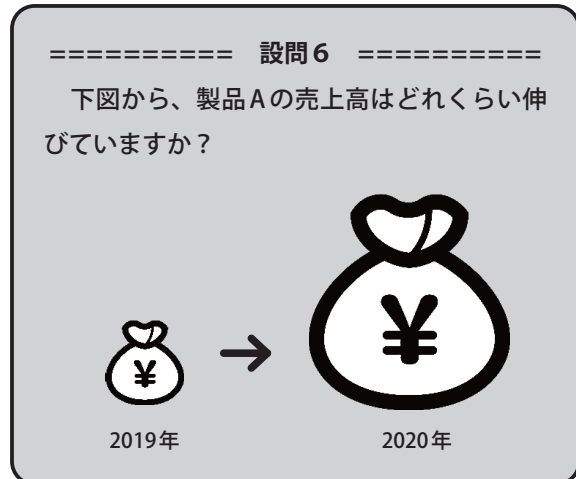 ========== 設問6 ==========
下図から、製品Aの売上高はどれくらい伸
びていますか？
¥
¥
2019年
2020年